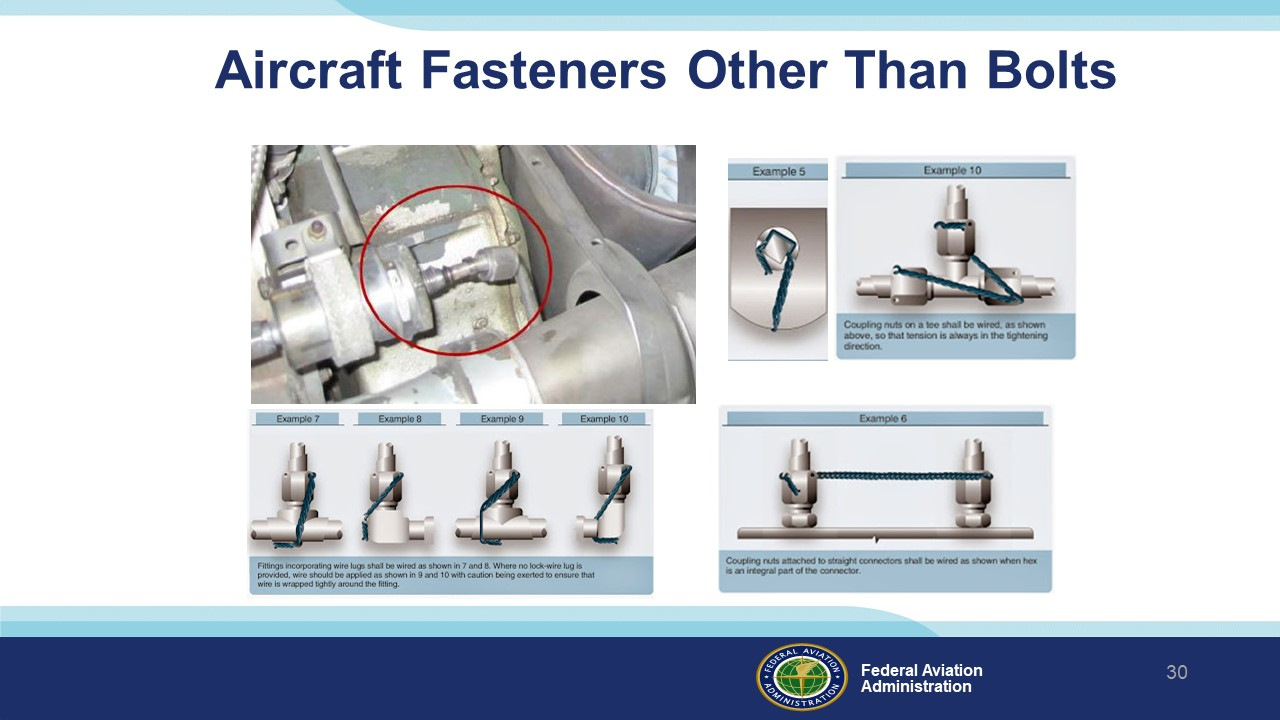 Aircraft Fasteners Other Than Bolts
Example 5
Example 10
Coupling nuts on a tee shall be wired, as shown
above, so that tension is always in the tightening
direction.
Example 7
Example 8
Example 9
Example 10
Fittings incorporating wire lugs shall be wired as shown in 7 and 8. Where no lock-wire lug is
provided, wire should be applied as shown in 9 and 10 with caution being exerted to ensure that
wire is wrapped tightly around the fitting.
Example 6
Coupling nuts attached to straight connectors shall be wired as shown when hex
is an integral part of the connector.
FEDERAL AVIATION
ADMINISTRATION
Federal Aviation
Administration
30